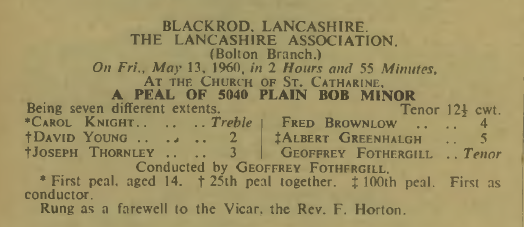 BLACKROD, LANCASHIRE.
THE LANCASHIRE ASSOCIATION.
(Bolton Branch.)
On Fri., May 13, 1960, in 2 Hours and 55 Minutes,
AT THE CHURCH OF ST. CATHARINE,
A PEAL OF 5040 PLAIN BOB MINOR
Being seven different extents. Tenor 12½ cwt.
*CAROL KNIGHT .. .. .. Treble | FRED BROWNLOW .. .. 4
†DAVID YOUNG .. .. .. 2 | ‡ALBERT GREENHALGH .. 5
†JOSEPH THORNLEY .. .. 3 | GEOFFREY FOTHERGILL .. Tenor
Conducted by GEOFFREY FOTHERGILL.
* First peal, aged 14. † 25th peal together. ‡ 100th peal. First as
conductor.
Rung as a farewell to the Vicar, the Rev. F. Horton.